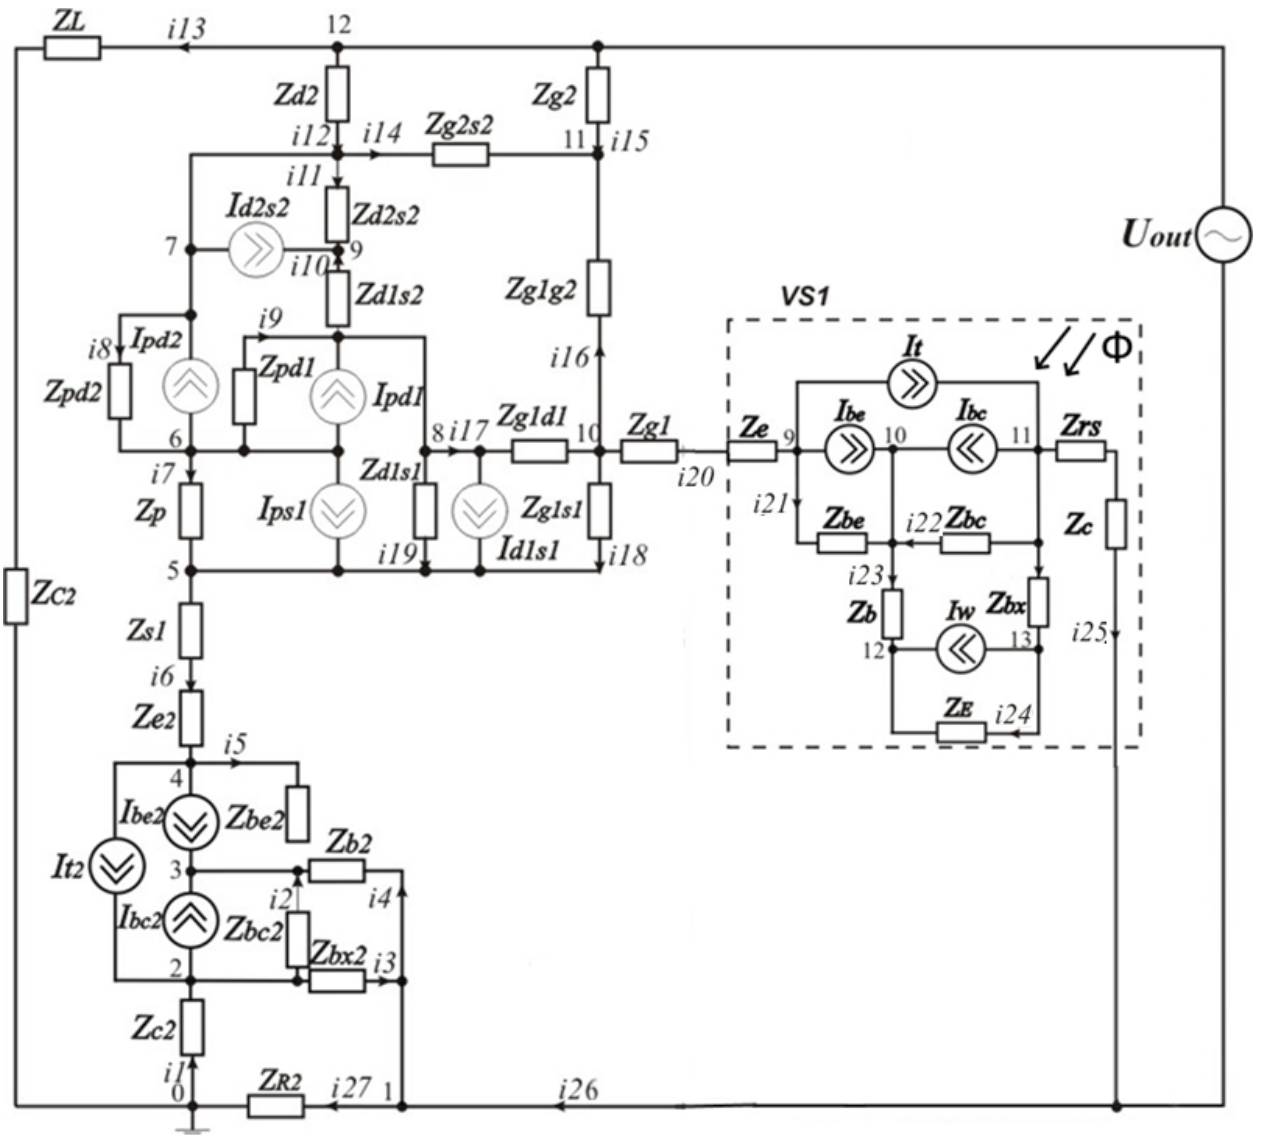 ZL i13 12
Zd2 Zg2
i12 i14 Zg2s2 11 i15
i11
Id2s2 Zd2s2
7 9 Uout
i10
Zd1s2 Zg1g2 VS1
i9
i8 Ipd2 i16 It Φ
Zpd2 Zpd1 Ipd1
Zg1d1 Ibe Ibc
6 8 i17 10 Zg1 Ze 9 10 11 Zrs
i7 Zd1s1 i20
Zp Ips1 Zg1s1 i21 Zbe i22 Zbc Zc
i19 Id1s1 i18
5 i23
ZC2 Zb Iw Zbx
Zs1 12 13 i25
i6
Ze2 ZE i24
i5
4
Ibe2 Zbe2
It2 Zb2
3
i2 i4
Ibc2 Zbc2
Zbx2 i3
2
Zc2
i1 ZR2 i27 1 i26
0